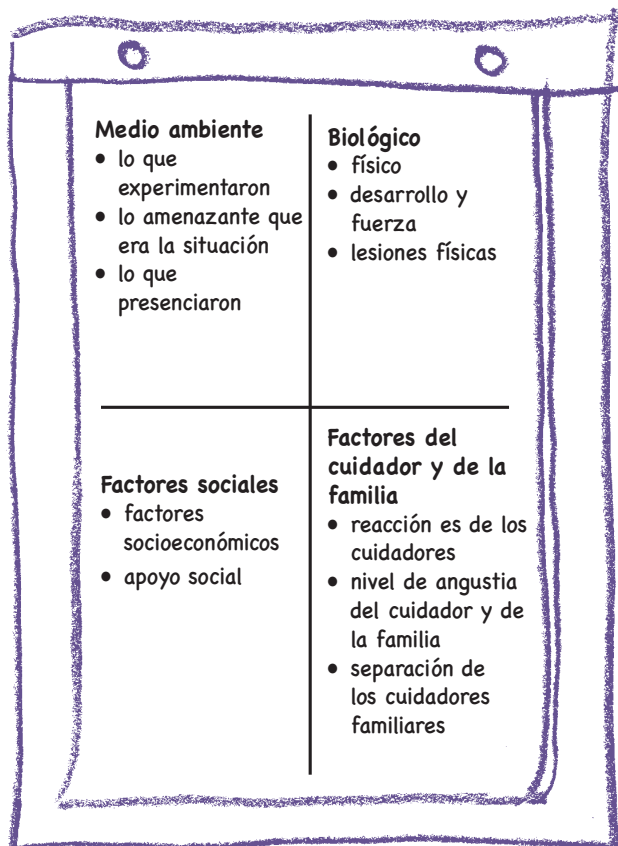 Medio ambiente
• lo que
experimentaron
• lo amenazante que
era la situación
• lo que
presenciaron
Biológico
• físico
• desarrollo y
fuerza
• lesiones físicas
Factores sociales
• factores
socioeconómicos
• apoyo social
Factores del
cuidador y de la
familia
• reacción es de los
cuidadores
• nivel de angustia
del cuidador y de
la familia
• separación de
los cuidadores
familiares